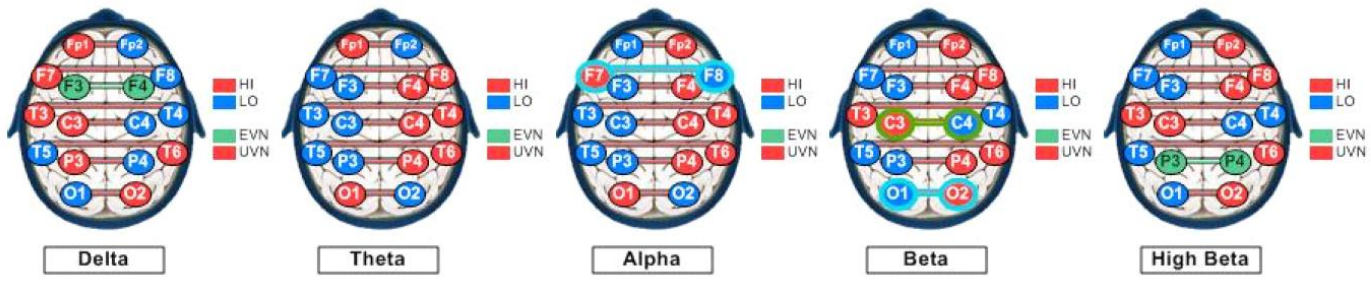 Fp1 Fp2 Fp1 Fp2 Fp1 Fp2 Fp1 Fp2 Fp1 Fp2
F7 F3 F4 F8 HI F7 F3 F4 F8 HI F7 F3 F4 F8 HI F7 F3 F4 F8 HI F7 F3 F4 F8 HI
LO LO LO LO LO
T3 C3 C4 T4 T3 C3 C4 T4 T3 C3 C4 T4 T3 C3 C4 T4 T3 C3 C4 T4
EVN EVN EVN EVN EVN
T5 P3 P4 T6 UVN T5 P3 P4 T6 UVN T5 P3 P4 T6 UVN T5 P3 P4 T6 UVN T5 P3 P4 T6 UVN
O1 O2 O1 O2 O1 O2 O1 O2 O1 O2
Delta Theta Alpha Beta High Beta